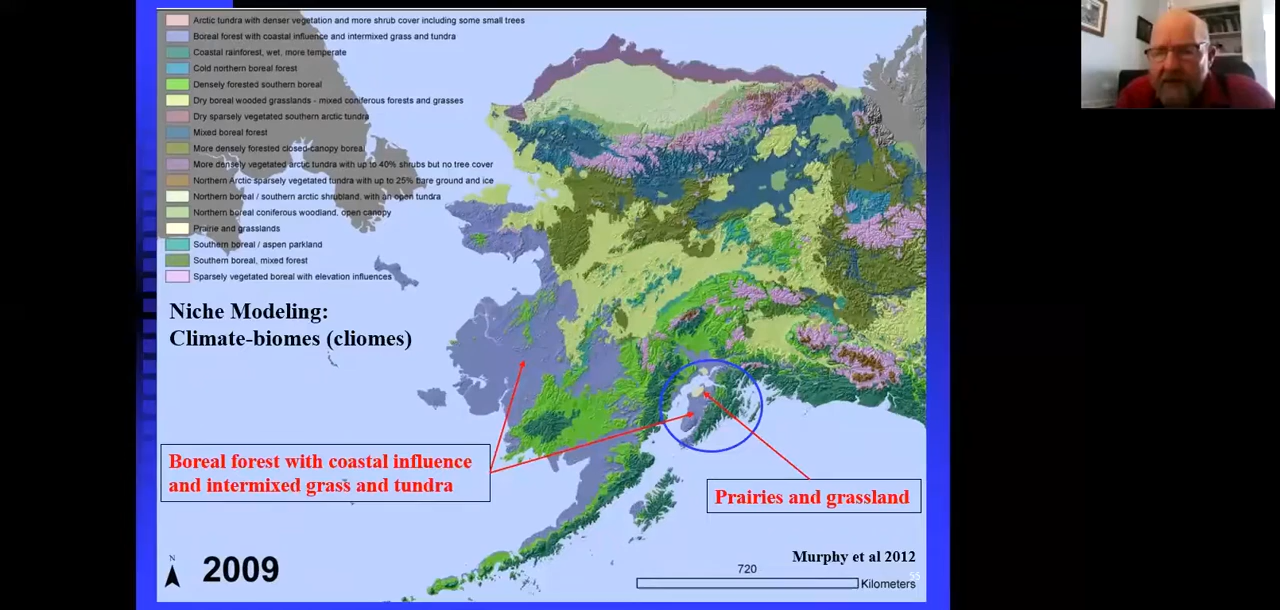 Arctic tundra with denser vegetation and more shrub cover including some small trees
Boreal forest with coastal influence and intermixed grass and tundra
Coastal rainforest, wet, more temperate
Cold northern boreal forest
Densely forested southern boreal
Dry boreal wooded grasslands - mixed coniferous forests and grasses
Dry sparsely vegetated southern arctic tundra
Mixed boreal forest
More densely forested closed-canopy boreal
More densely vegetated arctic tundra with up to 40% shrubs but no tree cover
Northern Arctic sparsely vegetated tundra with up to 25% bare ground and ice
Northern boreal / southern arctic shrubland, with an open tundra
Northern boreal coniferous woodland, open canopy
Prairie and grasslands
Southern boreal / aspen parkland
Southern boreal, mixed forest
Sparsely vegetated boreal with elevation influences
Niche Modeling:
Climate-biomes (cliomes)
Boreal forest with coastal influence
and intermixed grass and tundra
Prairies and grassland
Murphy et al 2012
N
2009
720
Kilometers
55